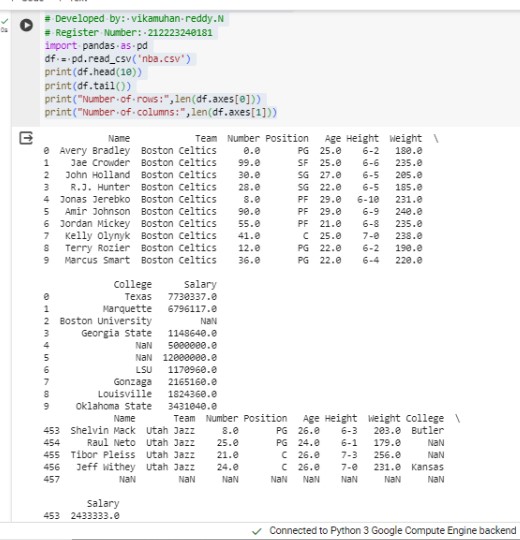 # Developed by: vikamuhan reddy.N
# Register Number: 212223240181
import pandas as pd
df = pd.read_csv('nba.csv')
print(df.head(10))
print(df.tail())
print("Number of rows:",len(df.axes[0]))
print("Number of columns:",len(df.axes[1]))
Name Team Number Position Age Height Weight \
0 Avery Bradley Boston Celtics 0.0 PG 25.0 6-2 180.0
1 Jae Crowder Boston Celtics 99.0 SF 25.0 6-6 235.0
2 John Holland Boston Celtics 30.0 SG 27.0 6-5 205.0
3 R.J. Hunter Boston Celtics 28.0 SG 22.0 6-5 185.0
4 Jonas Jerebko Boston Celtics 8.0 PF 29.0 6-10 231.0
5 Amir Johnson Boston Celtics 90.0 PF 29.0 6-9 240.0
6 Jordan Mickey Boston Celtics 55.0 PF 21.0 6-8 235.0
7 Kelly Olynyk Boston Celtics 41.0 C 25.0 7-0 238.0
8 Terry Rozier Boston Celtics 12.0 PG 22.0 6-2 190.0
9 Marcus Smart Boston Celtics 36.0 PG 22.0 6-4 220.0
College Salary
0 Texas 7730337.0
1 Marquette 6796117.0
2 Boston University NaN
3 Georgia State 1148640.0
4 NaN 5000000.0
5 NaN 12000000.0
6 LSU 1170960.0
7 Gonzaga 2165160.0
8 Louisville 1824360.0
9 Oklahoma State 3431040.0
Name Team Number Position Age Height Weight College \
453 Shelvin Mack Utah Jazz 8.0 PG 26.0 6-3 203.0 Butler
454 Raul Neto Utah Jazz 25.0 PG 24.0 6-1 179.0 NaN
455 Tibor Pleiss Utah Jazz 21.0 C 26.0 7-3 256.0 NaN
456 Jeff Withey Utah Jazz 24.0 C 26.0 7-0 231.0 Kansas
457 NaN NaN NaN NaN NaN NaN NaN NaN
Salary
453 2433333.0
Connected to Python 3 Google Compute Engine backend